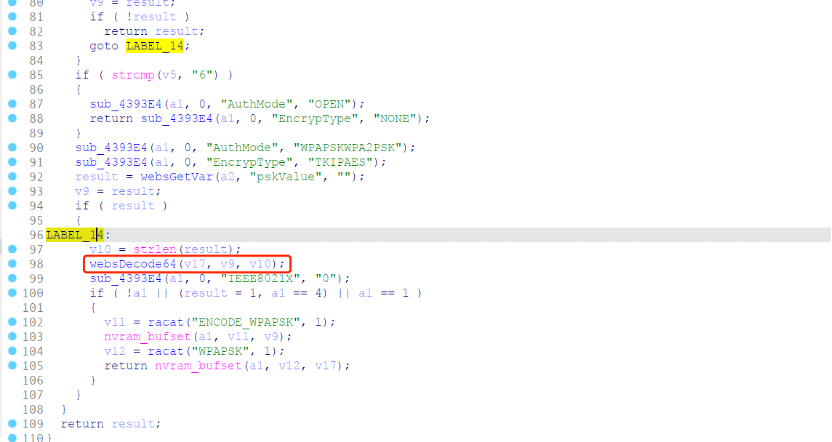 80 v9 = result;
81 if ( !result )
82 return result;
83 goto LABEL_14;
84 }
85 if ( strcmp(v5, "6") )
86 {
87 sub_4393E4(a1, 0, "AuthMode", "OPEN");
88 return sub_4393E4(a1, 0, "EncrypType", "NONE");
89 }
90 sub_4393E4(a1, 0, "AuthMode", "WPAPSKWPA2PSK");
91 sub_4393E4(a1, 0, "EncrypType", "TKIPAES");
92 result = websGetVar(a2, "pskValue", "");
93 v9 = result;
94 if ( result )
95 {
96 LABEL_14:
97 v10 = strlen(result);
98 websDecode64(v17, v9, v10);
99 sub_4393E4(a1, 0, "IEEE8021X", "0");
100 if ( !a1 || (result = 1, a1 == 4) || a1 == 1 )
101 {
102 v11 = racat("ENCODE_WPAPSK", 1);
103 nvram_bufset(a1, v11, v9);
104 v12 = racat("WPAPSK", 1);
105 return nvram_bufset(a1, v12, v17);
106 }
107 }
108 }
109 return result;
110 }